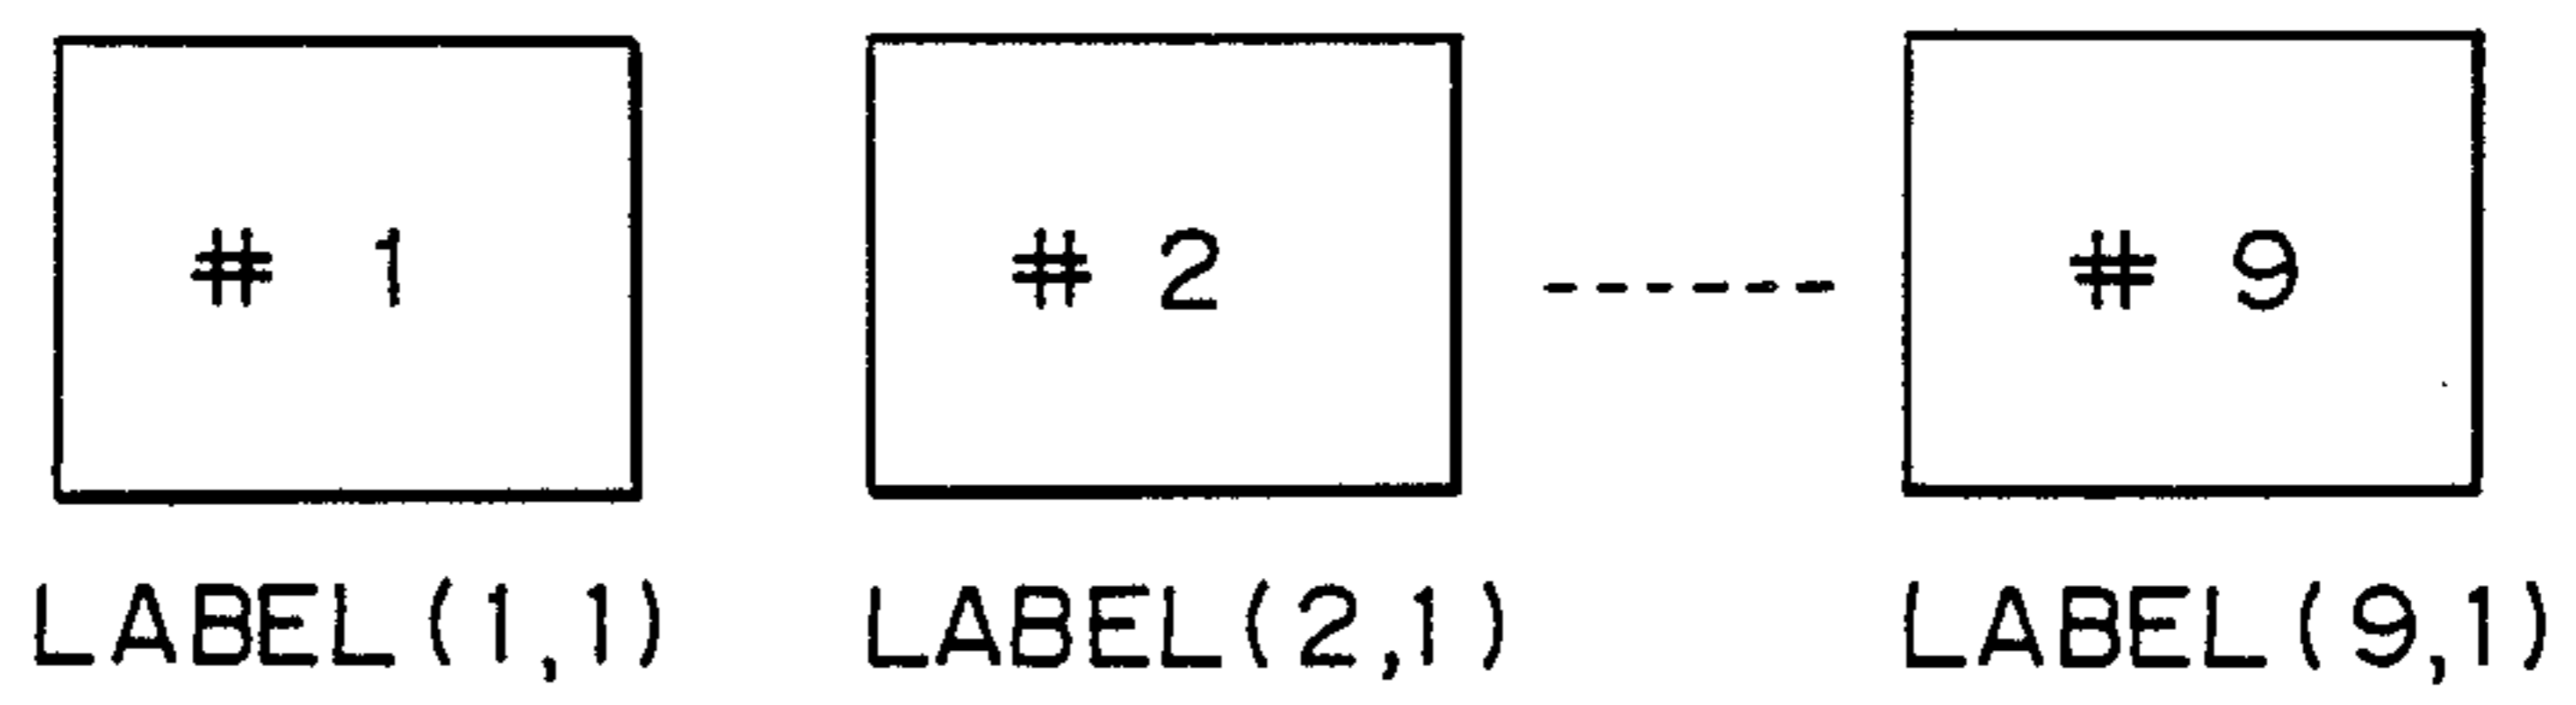 # 1 # 2 ------ # 9
LABEL(1,1) LABEL(2,1) LABEL(9,1)